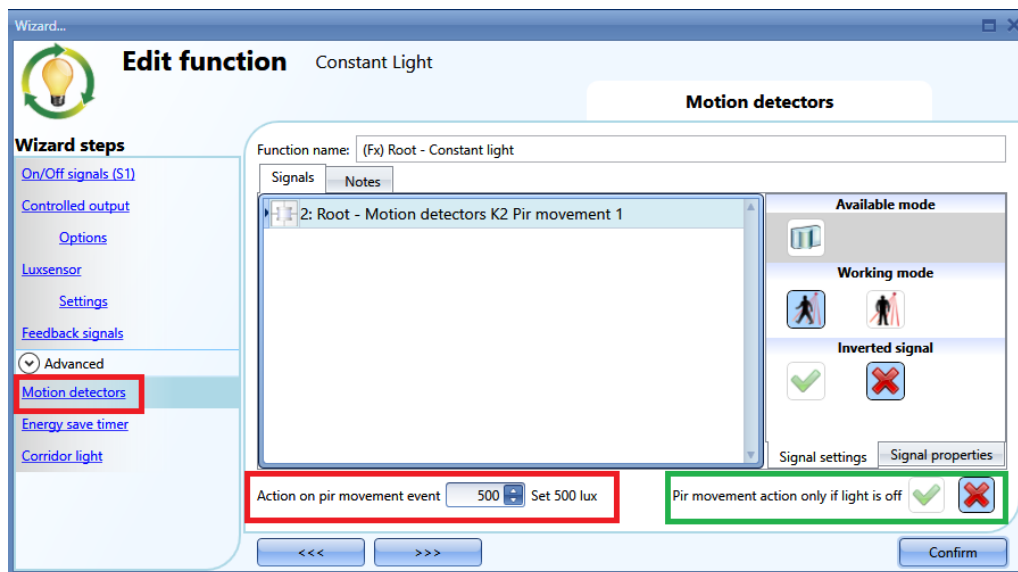 Wizard...
Edit function Constant Light
Motion detectors
Wizard steps
On/Off signals (S1)
Controlled output
Options
Luxsensor
Settings
Feedback signals
Advanced
Motion detectors
Energy save timer
Corridor light
Function name: (Fx) Root - Constant light
Signals Notes
2: Root - Motion detectors K2 Pir movement 1
Available mode
Working mode
Inverted signal
Signal settings Signal properties
Action on pir movement event 500 Set 500 lux
Pir movement action only if light is off
<<< >>> Confirm